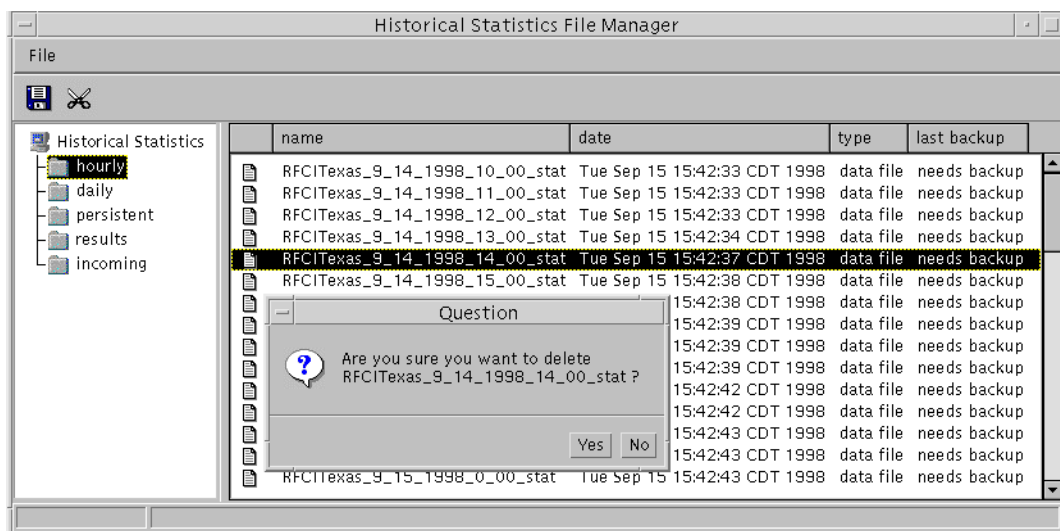 Historical Statistics File Manager
File
Historical Statistics
hourly
daily
persistent
results
incoming
name date type last backup
RFCITexas_9_14_1998_10_00_stat Tue Sep 15 15:42:33 CDT 1998 data file needs backup
RFCITexas_9_14_1998_11_00_stat Tue Sep 15 15:42:33 CDT 1998 data file needs backup
RFCITexas_9_14_1998_12_00_stat Tue Sep 15 15:42:33 CDT 1998 data file needs backup
RFCITexas_9_14_1998_13_00_stat Tue Sep 15 15:42:34 CDT 1998 data file needs backup
RFCITexas_9_14_1998_14_00_stat Tue Sep 15 15:42:37 CDT 1998 data file needs backup
RFCITexas_9_14_1998_15_00_stat Tue Sep 15 15:42:38 CDT 1998 data file needs backup
15:42:38 CDT 1998 data file needs backup
15:42:39 CDT 1998 data file needs backup
15:42:39 CDT 1998 data file needs backup
15:42:39 CDT 1998 data file needs backup
15:42:42 CDT 1998 data file needs backup
15:42:42 CDT 1998 data file needs backup
15:42:43 CDT 1998 data file needs backup
15:42:43 CDT 1998 data file needs backup
RFCITexas_9_15_1998_0_00_stat Tue Sep 15 15:42:43 CDT 1998 data file needs backup
Question
Are you sure you want to delete
RFCITexas_9_14_1998_14_00_stat ?
Yes No